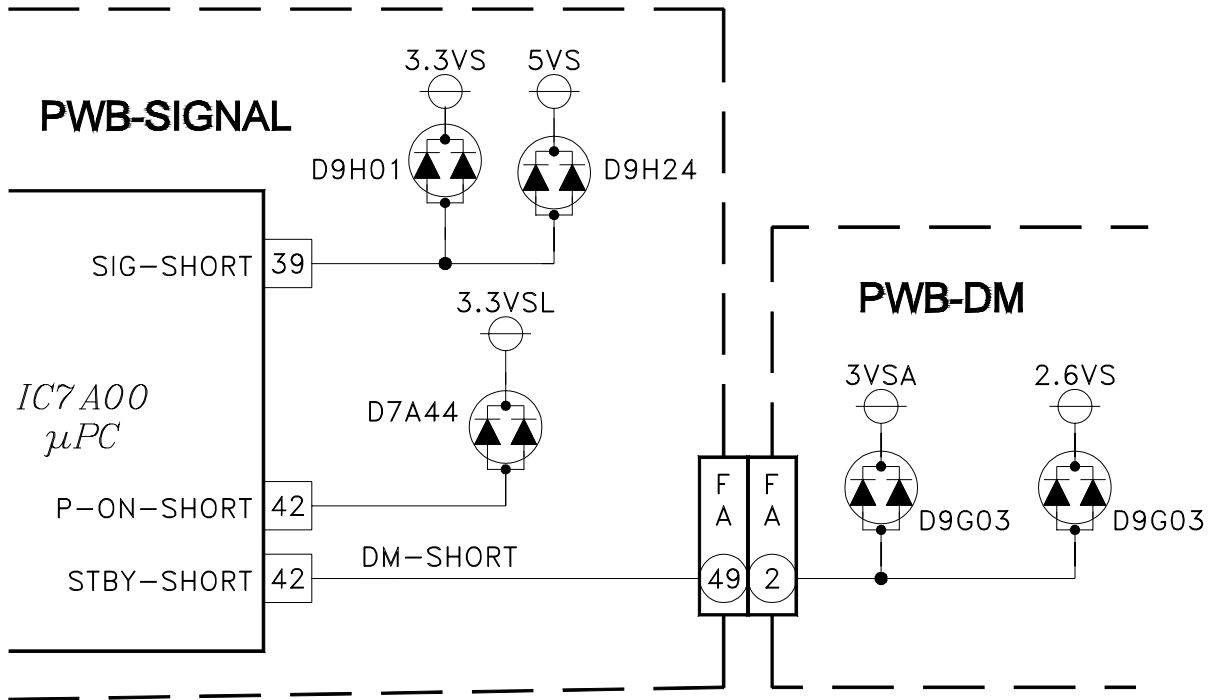 3.3VS
5VS
PWB-SIGNAL
D9H01
D9H24
SIG-SHORT
39
PWB-DM
3.3VSL
3VSA
2.6VS
IC7A00
µPC
D7A44
F
A
F
A
P-ON-SHORT
42
D9G03
D9G03
DM-SHORT
STBY-SHORT
42
49
2